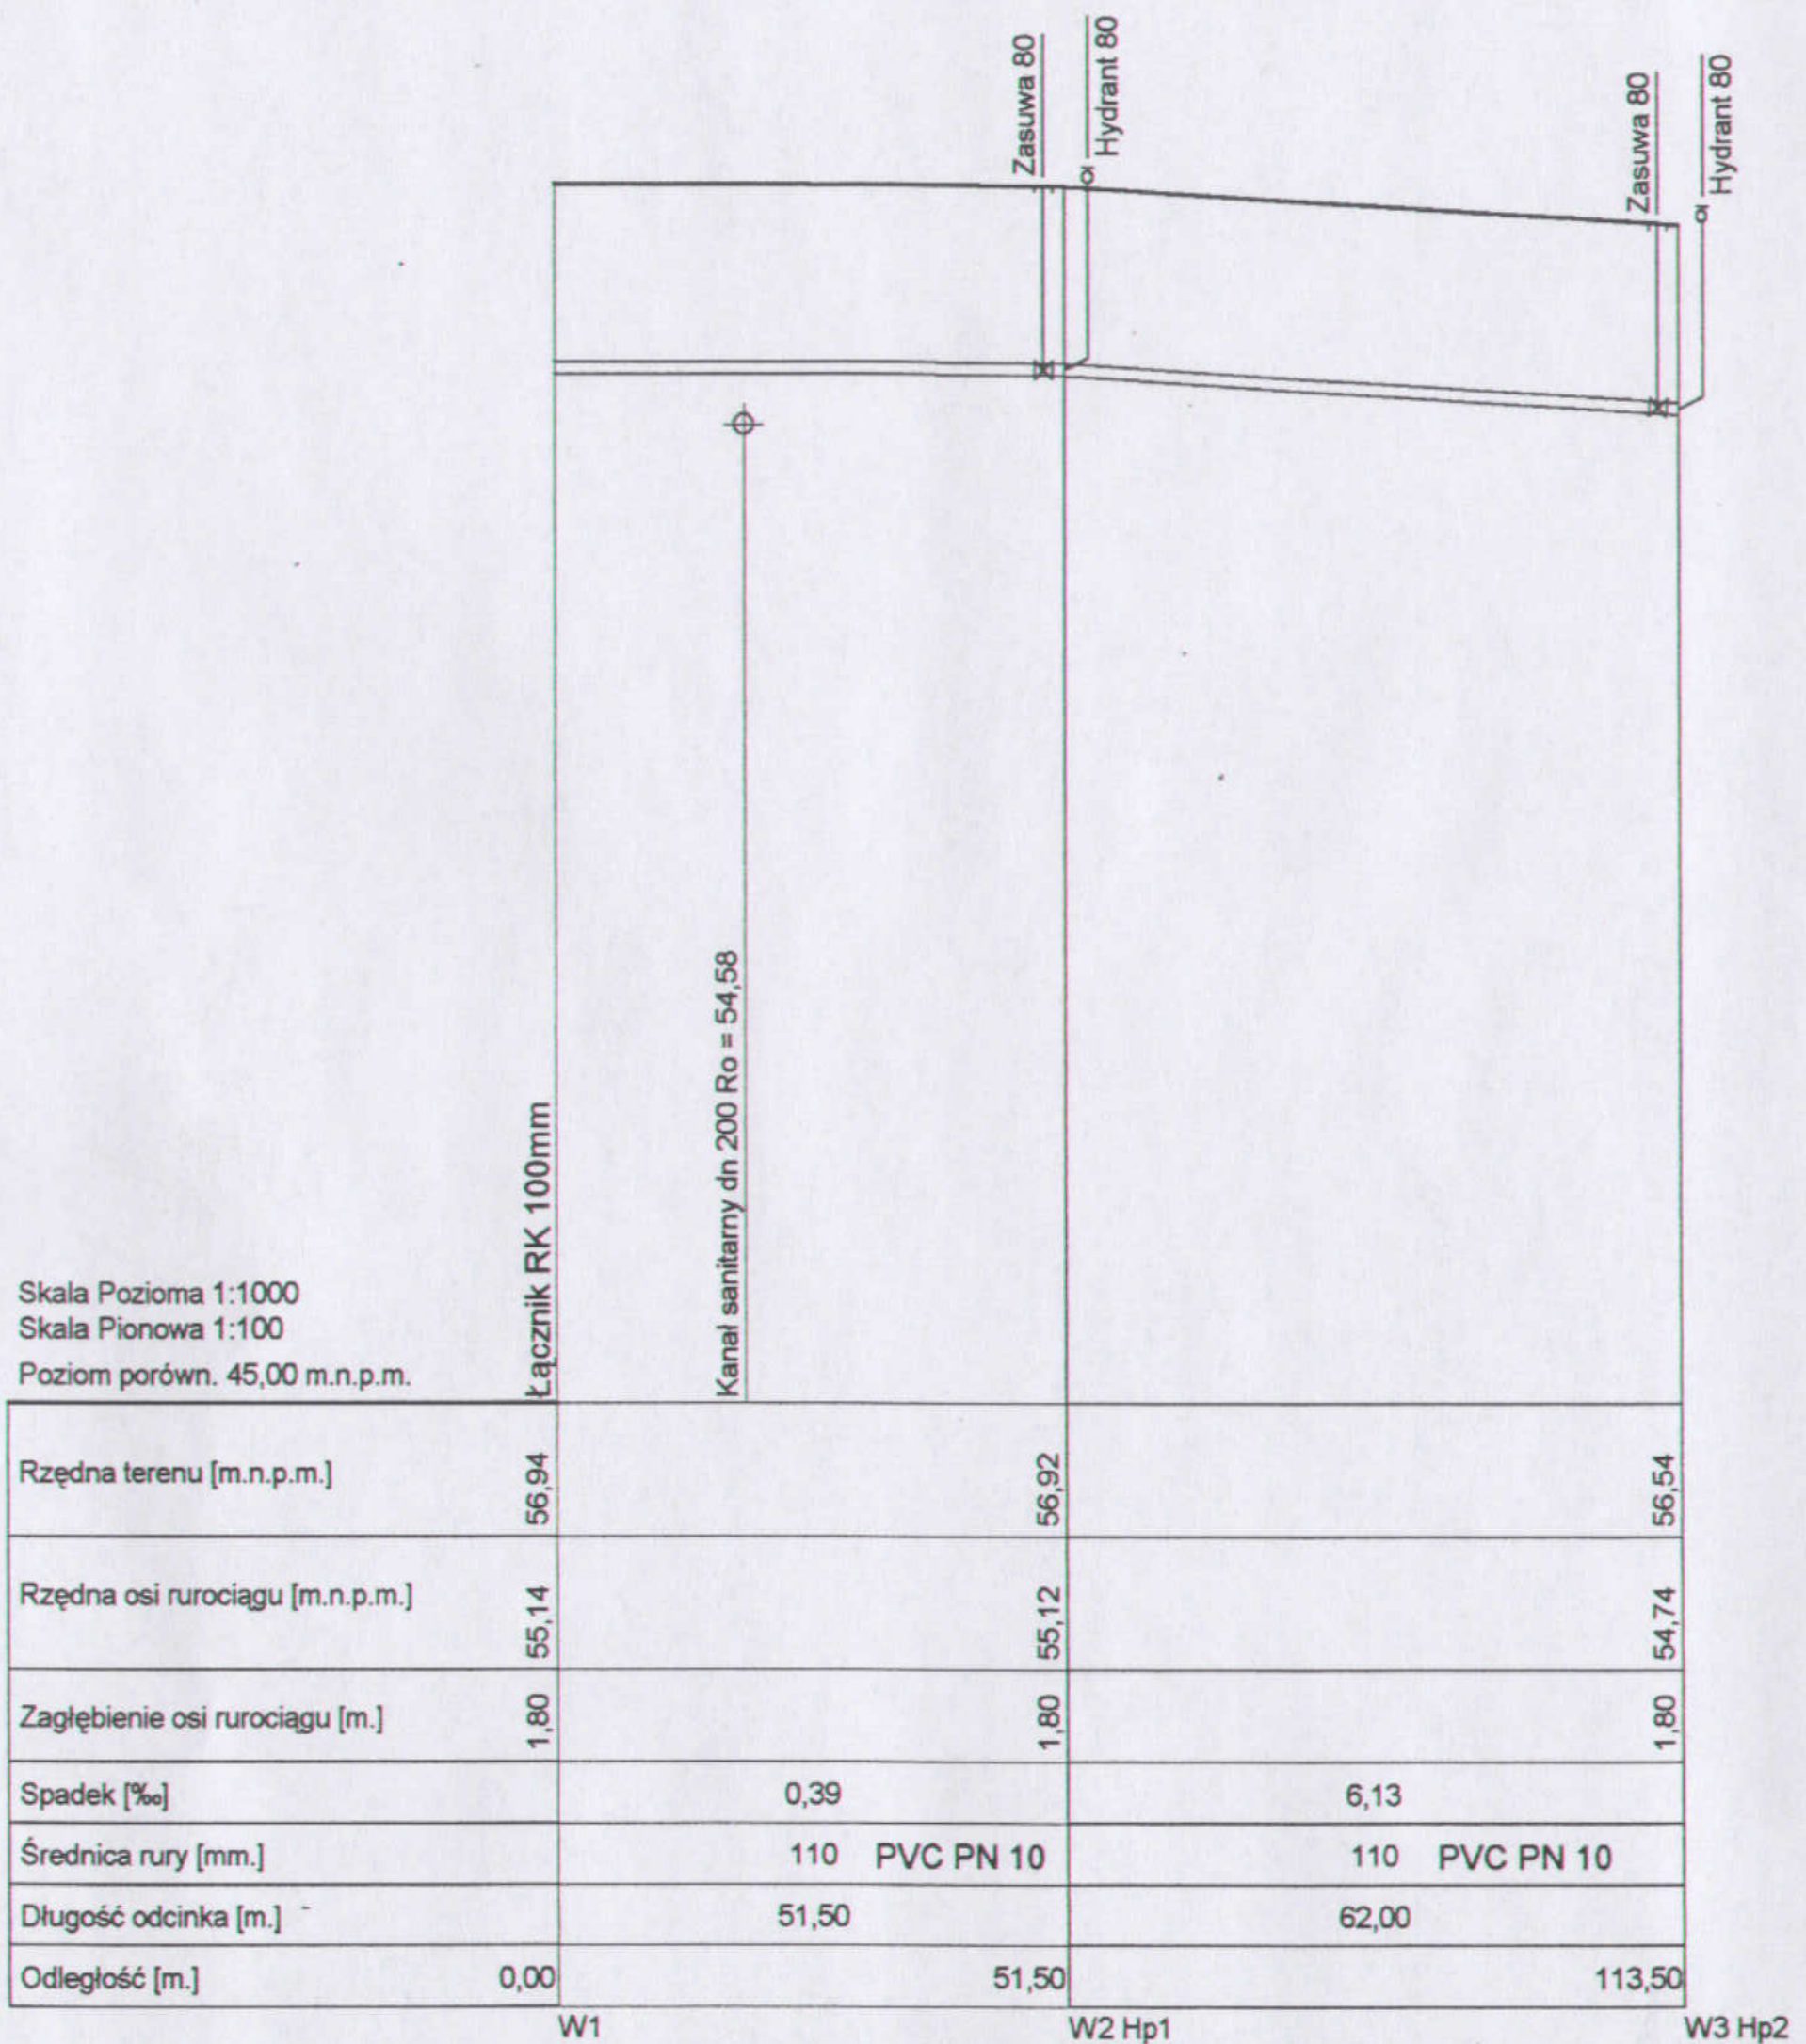 Zasuwa 80
Hydrant 80
Zasuwa 80
Hydrant 80
Łącznik RK 100mm
Kanał sanitarny dn 200 Ro = 54,58
Skala Pozioma 1:1000
Skala Pionowa 1:100
Poziom porówn. 45,00 m.n.p.m.
Rzędna terenu [m.n.p.m.] 56,94 56,92 56,54
Rzędna osi rurociągu [m.n.p.m.] 55,14 55,12 54,74
Zagłębienie osi rurociągu [m.] 1,80 1,80 1,80
Spadek [‰] 0,39 6,13
Średnica rury [mm.] 110 PVC PN 10 110 PVC PN 10
Długość odcinka [m.] 51,50 62,00
Odległość [m.] 0,00 51,50 113,50
W1 W2 Hp1 W3 Hp2